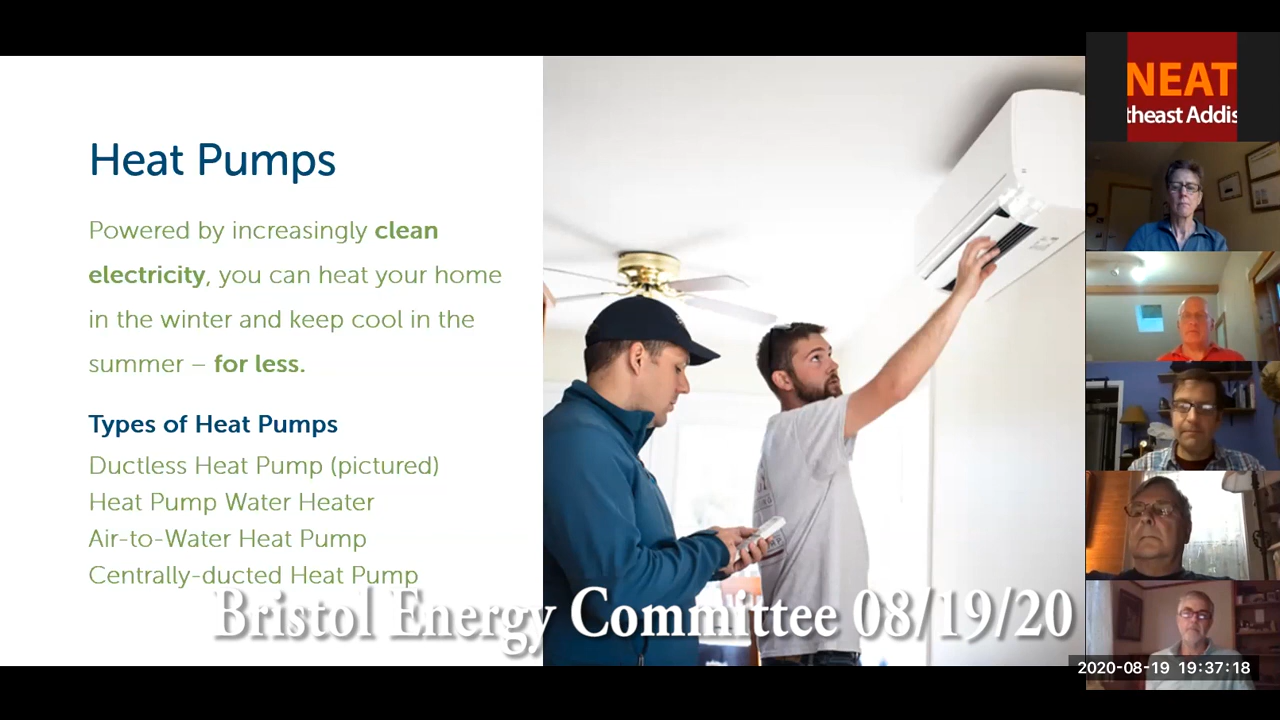 Heat Pumps
Powered by increasingly clean
electricity, you can heat your home
in the winter and keep cool in the
summer – for less.
Types of Heat Pumps
Ductless Heat Pump (pictured)
Heat Pump Water Heater
Air-to-Water Heat Pump
Centrally-ducted Heat Pump
Bristol Energy Committee 08/19/20
NEAT
theast Addis
2020-08-19 19:37:18